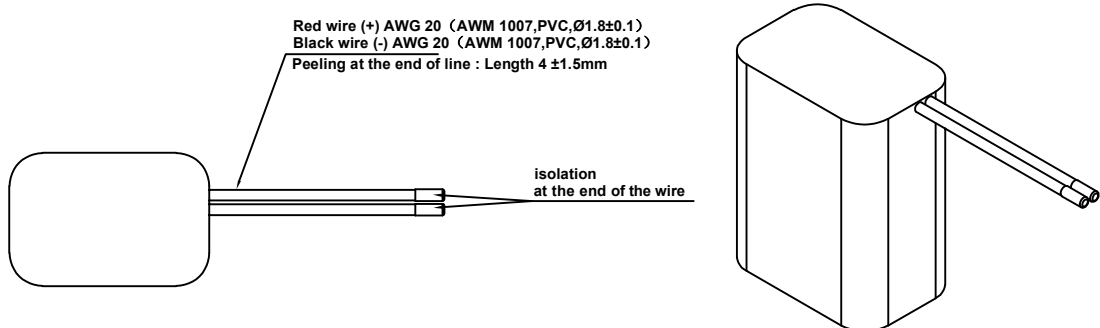 Red wire (+) AWG 20（AWM 1007,PVC,Ø1.8±0.1）
Black wire (-) AWG 20（AWM 1007,PVC,Ø1.8±0.1）
Peeling at the end of line : Length 4 ±1.5mm
isolation
at the end of the wire